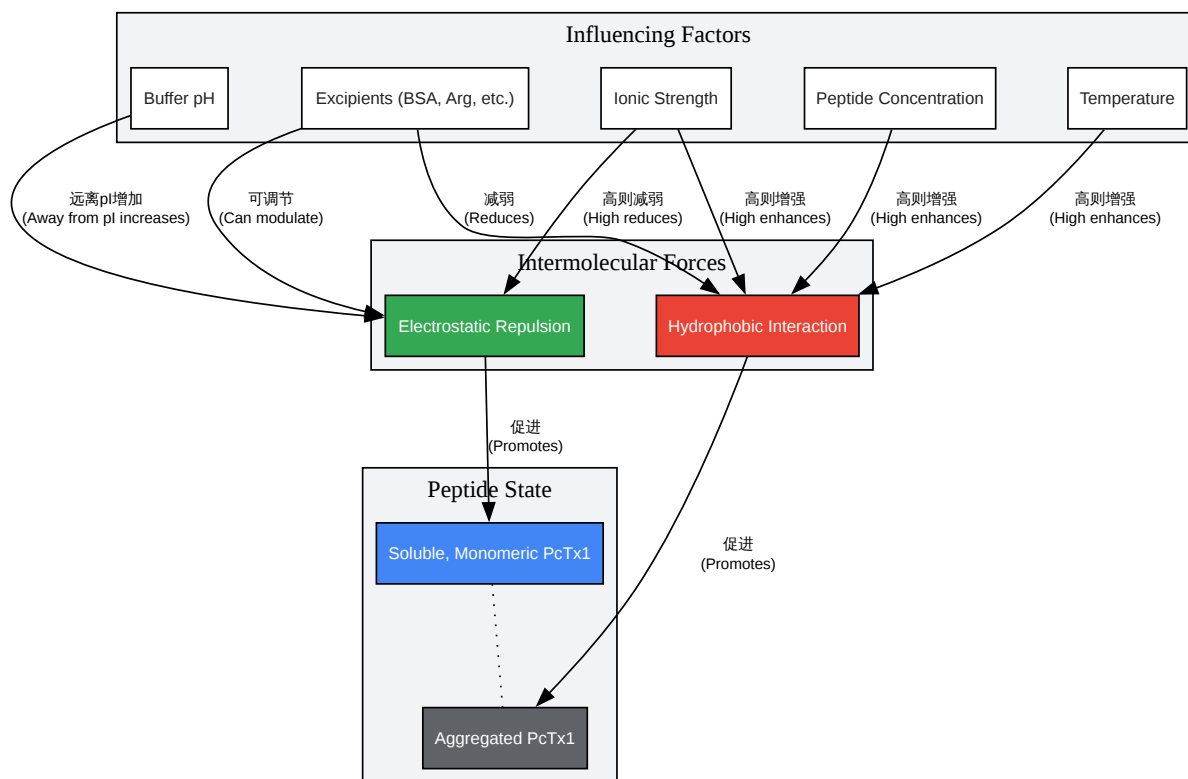 Influencing Factors
Buffer pH
Excipients (BSA, Arg, etc.)
Ionic Strength
Peptide Concentration
Temperature
远离pI增加
(Away from pI increases)
可调节
(Can modulate)
减弱
(Reduces)
高则减弱
(High reduces)
高则增强
(High enhances)
高则增强
(High enhances)
高则增强
(High enhances)
Intermolecular Forces
Electrostatic Repulsion
Hydrophobic Interaction
促进
(Promotes)
Peptide State
Soluble, Monomeric PcTx1
促进
(Promotes)
Aggregated PcTx1